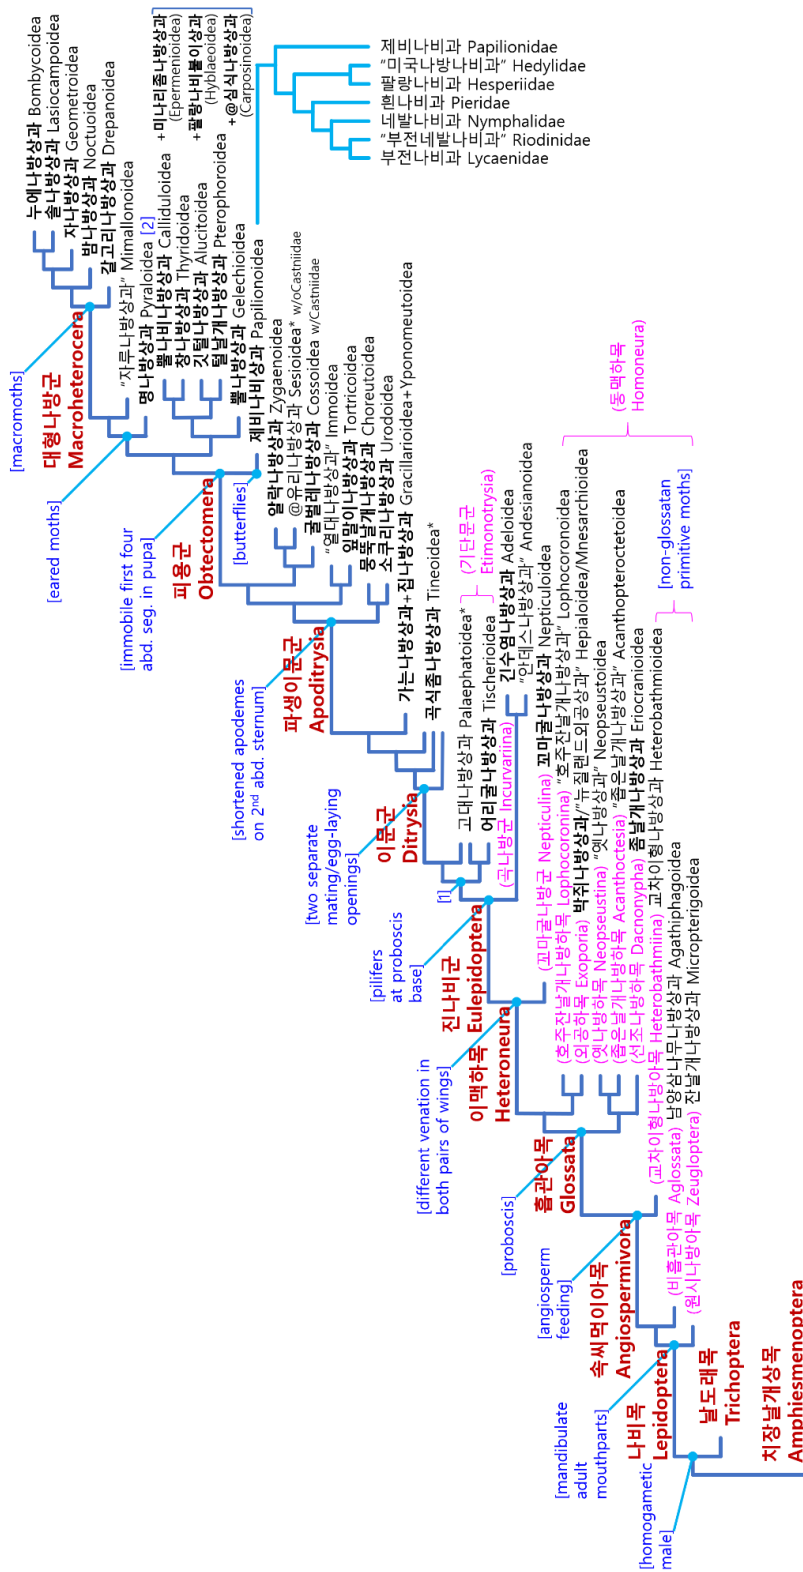 누에나방상과 Bombycoidea
솔나방상과 Lasiocampoidea
자나방상과 Geometroidea
밤나방상과 Noctuoidea
갈고리나방상과 Drepanoidea
“자루나방상과” Mimallonoidea
명나방상과 Pyraloidea [2]
뿔나비나방상과 Calliduloidea
창나방상과 Thyridoidea
깃털나방상과 Alucitoidea
털날개나방상과 Pterophoroidea
뿔나방상과 Gelechioidea
제비나비상과 Papilionoidea
+미나리좀나방상과
(Epermenioidea)
+팔랑나비붙이상과
(Hyblaeoidea)
+@심식나방상과
(Carposinoidea)
제비나비과 Papilionidae
“미국나방나비과” Hedylidae
팔랑나비과 Hesperiidae
흰나비과 Pieridae
네발나비과 Nymphalidae
“부전네발나비과” Riodinidae
부전나비과 Lycaenidae
알락나방상과 Zygaenoidea
@유리나방상과 Sesioidea* w/oCastniidae
굴벌레나방상과 Cossoidea w/Castniidae
“열대나방상과” Immoidea
잎말이나방상과 Tortricoidea
뭉뚝날개나방상과 Choreutoidea
소쿠리나방상과 Urodoidea
가는나방상과+집나방상과 Gracillarioidea+Yponomeutoidea
곡식좀나방상과 Tineoidea*
고대나방상과 Palaephatoidea*
어리굴나방상과 Tischerioidea
(기단문군
Etimonotrysia)
(곡나방군 Incurvariina)
긴수염나방상과 Adeloidea
“안데스나방상과” Andesianoidea
(꼬마굴나방군 Nepticulina) 꼬마굴나방상과 Nepticuloidea
(호주잔날개나방하목 Lophocoronina) “호주잔날개나방상과” Lophocoronoidea
(외공하목 Exoporia) 박쥐나방상과/“뉴질랜드외공상과” Hepialoidea/Mnesarchioidea
(옛나방하목 Neopseustina) “옛나방상과” Neopseustoidea
(좁은날개나방하목 Acanthoctesia) “좁은날개나방상과” Acanthopteroctetoidea
(선조나방하목 Dacnonypha) 좀날개나방상과 Eriocranioidea
(교차이형나방아목 Heterobathmiina) 교차이형나방상과 Heterobathmioidea
(비흡관아목 Aglossata) 남양삼나무나방상과 Agathiphagoidea
(원시나방아목 Zeugloptera) 잔날개나방상과 Micropterigoidea
(동맥하목
Homoneura)
[non-glossatan
primitive moths]
[macromoths]
대형나방군
Macroheterocera
[eared moths]
[immobile first four
abd. seg. in pupa]
피용군
Obtectomera
[butterflies]
[shortened apodemes
on 2nd abd. sternum]
파생이문군
Apoditrysia
[two separate
mating/egg-laying
openings]
이문군
Ditrysia
[1]
[pilifers
at proboscis
base]
진나비군
Eulepidoptera
[different venation in
both pairs of wings]
이맥하목
Heteroneura
[proboscis]
흡관아목
Glossata
[angiosperm
feeding]
속씨먹이아목
Angiospermivora
[mandibulate
adult
mouthparts]
나비목
Lepidoptera
[homogametic
male]
날도래목
Trichoptera
치장날개상목
Amphiesmenoptera